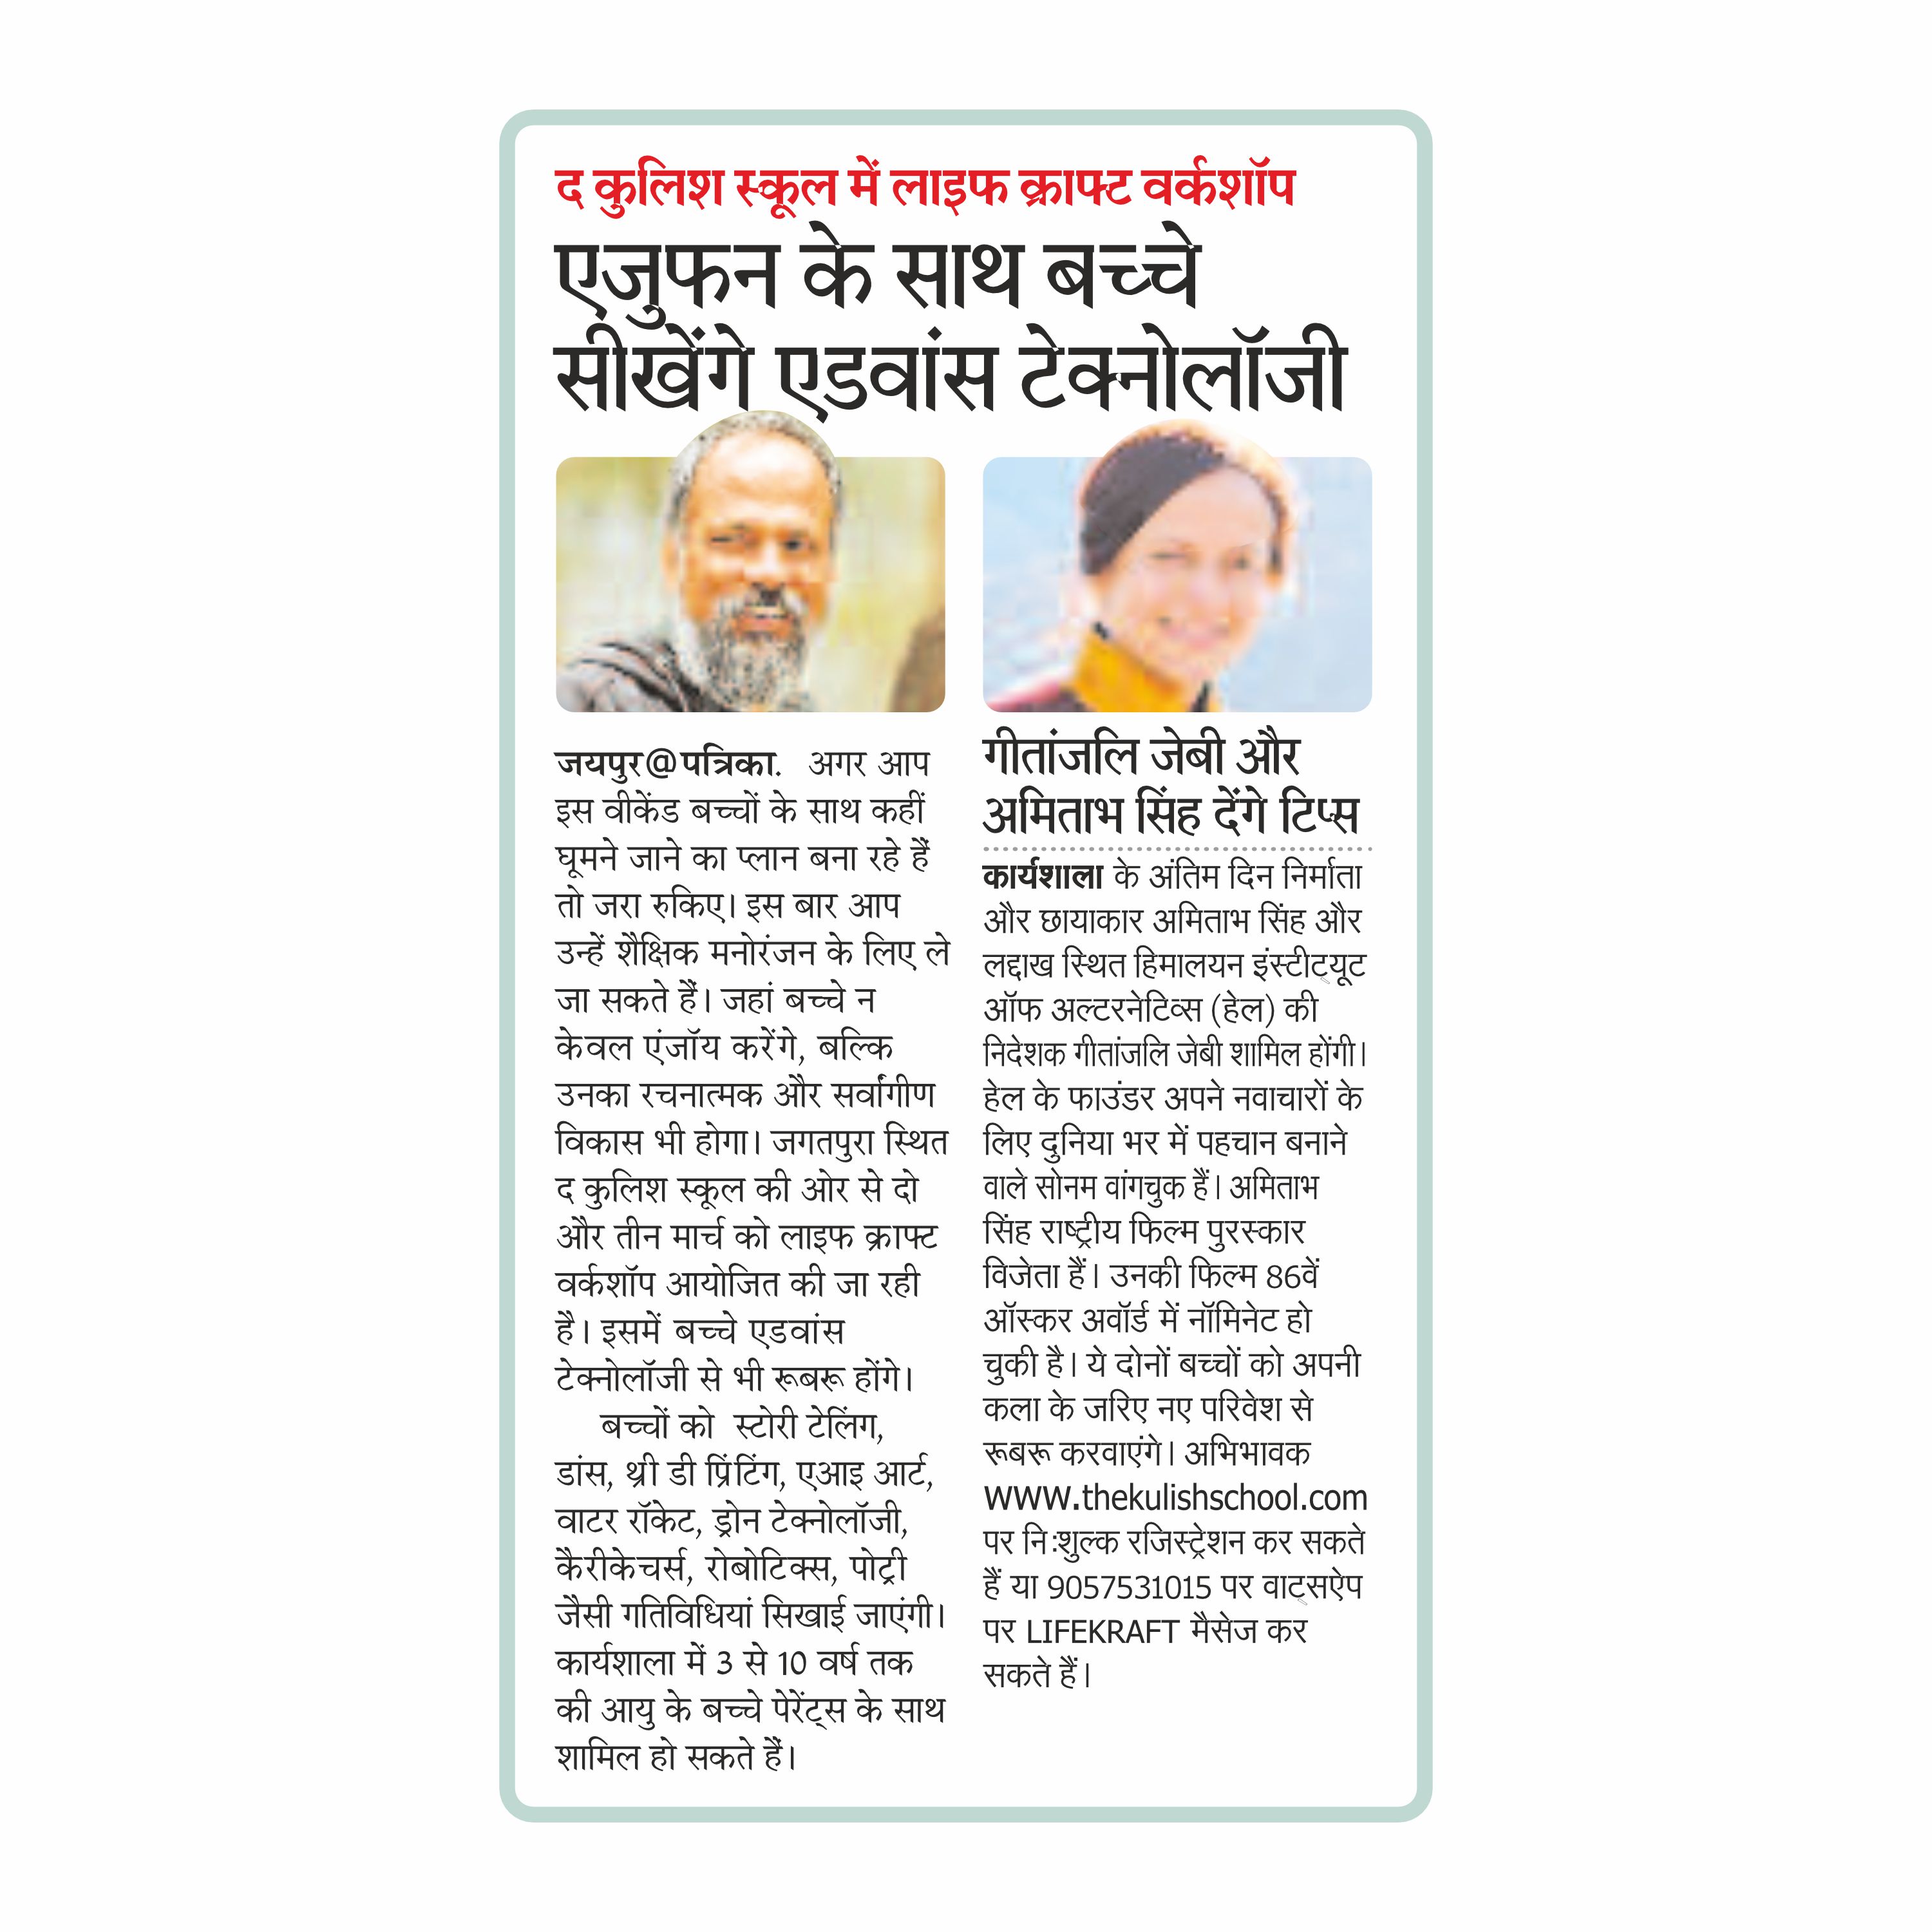 द कुलिश स्कूल में लाइफ क्राफ्ट वर्कशॉप
एजुफन के साथ बच्चे
सीखेंगे एडवांस टेक्नोलॉजी
जयपुर@पत्रिका. अगर आप
इस वीकेंड बच्चों के साथ कहीं
घूमने जाने का प्लान बना रहे हैं
तो जरा रुकिए। इस बार आप
उन्हें शैक्षिक मनोरंजन के लिए ले
जा सकते हैं। जहां बच्चे न
केवल एंजॉय करेंगे, बल्कि
उनका रचनात्मक और सर्वांगीण
विकास भी होगा। जगतपुरा स्थित
द कुलिश स्कूल की ओर से दो
और तीन मार्च को लाइफ क्राफ्ट
वर्कशॉप आयोजित की जा रही
है। इसमें बच्चे एडवांस
टेक्नोलॉजी से भी रूबरू होंगे।
बच्चों को स्टोरी टेलिंग,
डांस, थ्री डी प्रिंटिंग, एआइ आर्ट,
वाटर रॉकेट, ड्रोन टेक्नोलॉजी,
कैरीकेचर्स, रोबोटिक्स, पोट्री
जैसी गतिविधियां सिखाई जाएंगी।
कार्यशाला में 3 से 10 वर्ष तक
की आयु के बच्चे पेरेंट्स के साथ
शामिल हो सकते हैं।
गीतांजलि जेबी और
अमिताभ सिंह देंगे टिप्स
कार्यशाला के अंतिम दिन निर्माता
और छायाकार अमिताभ सिंह और
लद्दाख स्थित हिमालयन इंस्टीट्यूट
ऑफ अल्टरनेटिव्स (हेल) की
निदेशक गीतांजलि जेबी शामिल होंगी।
हेल के फाउंडर अपने नवाचारों के
लिए दुनिया भर में पहचान बनाने
वाले सोनम वांगचुक हैं। अमिताभ
सिंह राष्ट्रीय फिल्म पुरस्कार
विजेता हैं। उनकी फिल्म 86वें
ऑस्कर अवॉर्ड में नॉमिनेट हो
चुकी है। ये दोनों बच्चों को अपनी
कला के जरिए नए परिवेश से
रूबरू करवाएंगे। अभिभावक
www.thekulishschool.com
पर नि:शुल्क रजिस्ट्रेशन कर सकते
हैं या 9057531015 पर वाट्सऐप
पर LIFEKRAFT मैसेज कर
सकते हैं।